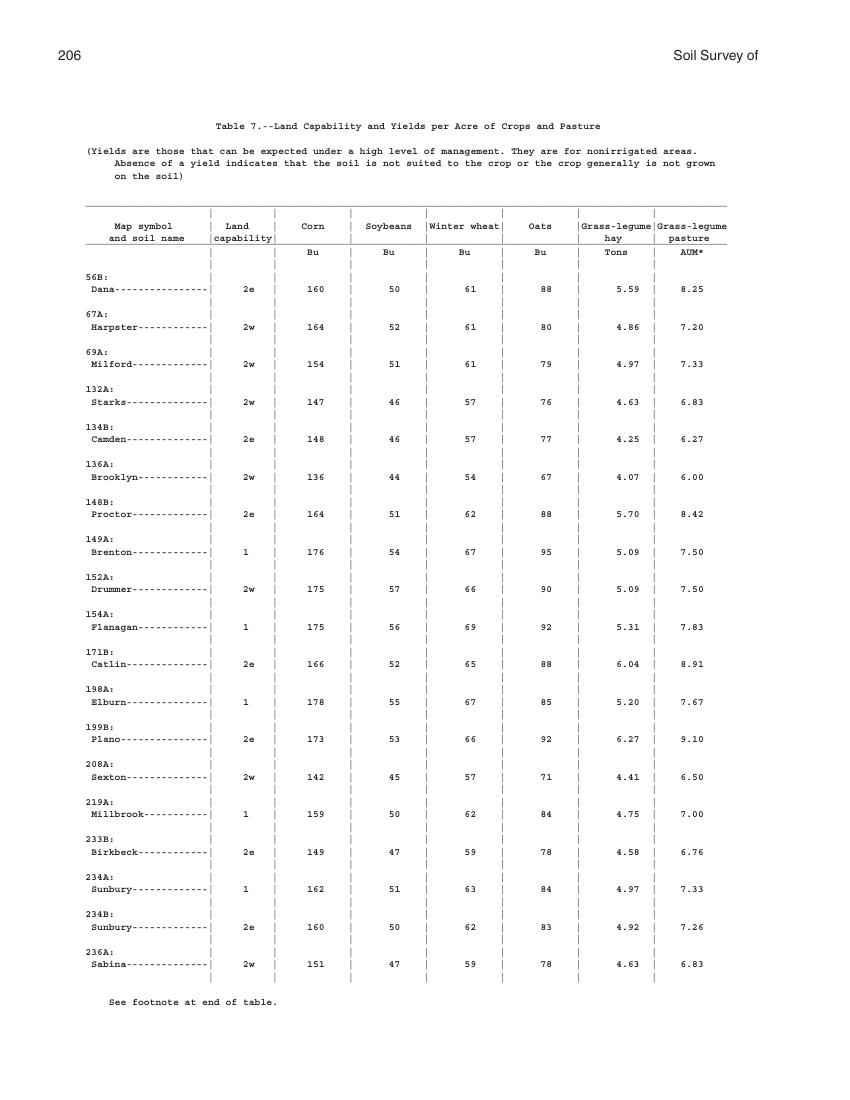 206
Soil Survey of
Table 7.--Land Capability and Yields per Acre of Crops and Pasture
(Yields are those that can be expected under a high level of management. They are for nonirrigated areas.
Absence of a yield indicates that the soil is not suited to the crop or the crop generally is not grown
on the soil)
Map symbol | Land | Corn | Soybeans |Winter wheat| Oats |Grass-legume|Grass-legume
and soil name |capability| | | | | hay | pasture
Bu | Bu | Bu | Bu | Tons | AUM*
56B:
Dana----------------| 2e | 160 | 50 | 61 | 88 | 5.59 | 8.25
67A:
Harpster------------| 2w | 164 | 52 | 61 | 80 | 4.86 | 7.20
69A:
Milford-------------| 2w | 154 | 51 | 61 | 79 | 4.97 | 7.33
132A:
Starks--------------| 2w | 147 | 46 | 57 | 76 | 4.63 | 6.83
134B:
Camden--------------| 2e | 148 | 46 | 57 | 77 | 4.25 | 6.27
136A:
Brooklyn------------| 2w | 136 | 44 | 54 | 67 | 4.07 | 6.00
148B:
Proctor-------------| 2e | 164 | 51 | 62 | 88 | 5.70 | 8.42
149A:
Brenton-------------| 1 | 176 | 54 | 67 | 95 | 5.09 | 7.50
152A:
Drummer-------------| 2w | 175 | 57 | 66 | 90 | 5.09 | 7.50
154A:
Flanagan------------| 1 | 175 | 56 | 69 | 92 | 5.31 | 7.83
171B:
Catlin--------------| 2e | 166 | 52 | 65 | 88 | 6.04 | 8.91
198A:
Elburn--------------| 1 | 178 | 55 | 67 | 85 | 5.20 | 7.67
199B:
Plano---------------| 2e | 173 | 53 | 66 | 92 | 6.27 | 9.10
208A:
Sexton--------------| 2w | 142 | 45 | 57 | 71 | 4.41 | 6.50
219A:
Millbrook-----------| 1 | 159 | 50 | 62 | 84 | 4.75 | 7.00
233B:
Birkbeck------------| 2e | 149 | 47 | 59 | 78 | 4.58 | 6.76
234A:
Sunbury-------------| 1 | 162 | 51 | 63 | 84 | 4.97 | 7.33
234B:
Sunbury-------------| 2e | 160 | 50 | 62 | 83 | 4.92 | 7.26
236A:
Sabina--------------| 2w | 151 | 47 | 59 | 78 | 4.63 | 6.83
See footnote at end of table.